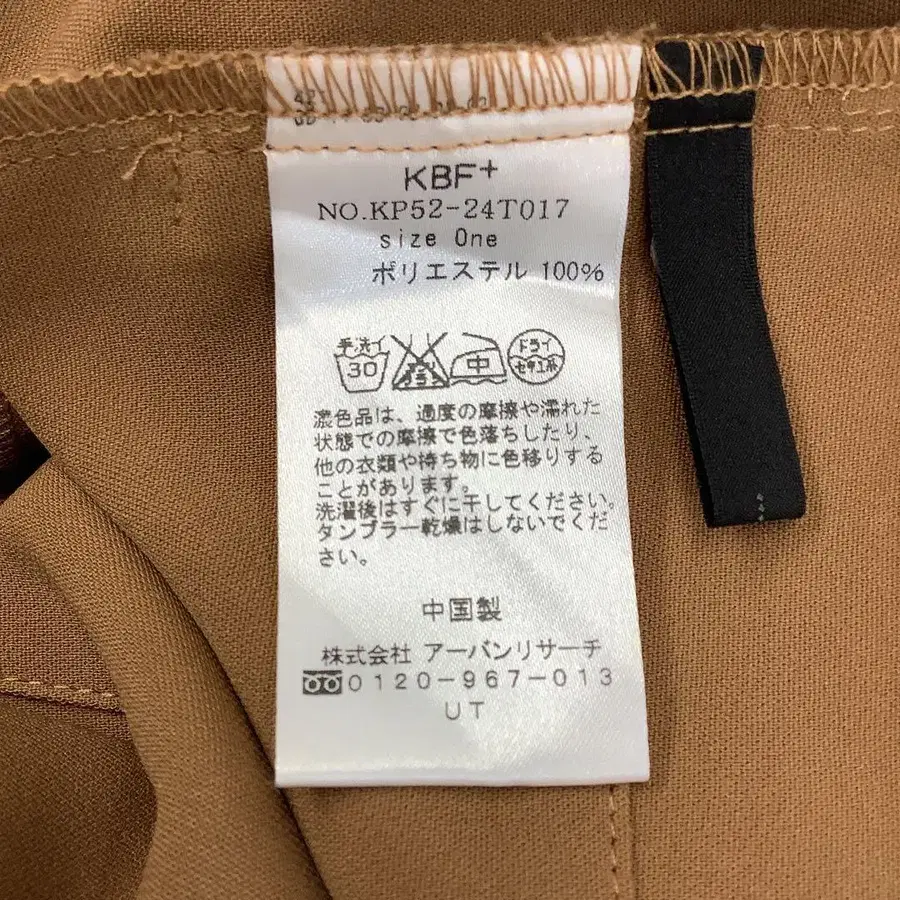 KBF+
NO.KP52-24T017
size One
ポリエステル 100%
手洗イ
30
中
ドライ
セキユ系
濃色品は、過度の摩擦や濡れた
状態での摩擦で色落ちしたり、
他の衣類や持ち物に色移りする
ことがあります。
洗濯後はすぐに干してください。
タンブラー乾燥はしないでくだ
さい。
中国製
株式会社 アーバンリサーチ
0120-967-013
UT